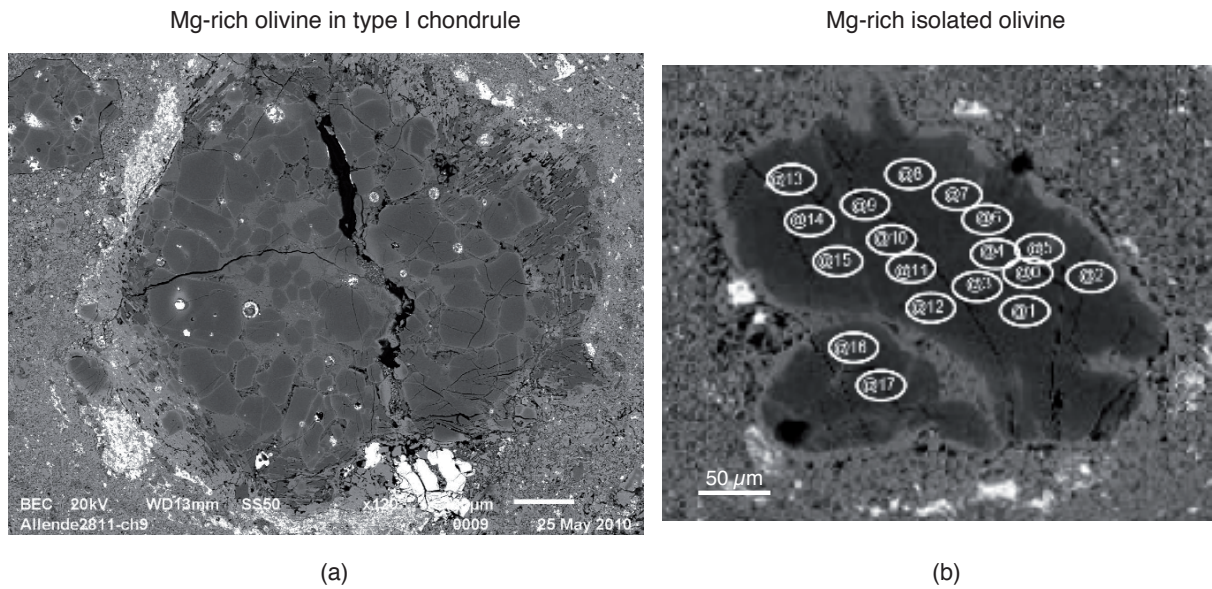 Mg-rich olivine in type I chondrule
Mg-rich isolated olivine
BEC 20kV WD13mm SS50 x120 µm
Allende2811-ch9 0009 25 May 2010
@13
@8
@7
@14
@9
@6
@10
@4
@5
@15
@11
@3
@0
@2
@12
@1
@16
@17
50 µm
(a)
(b)